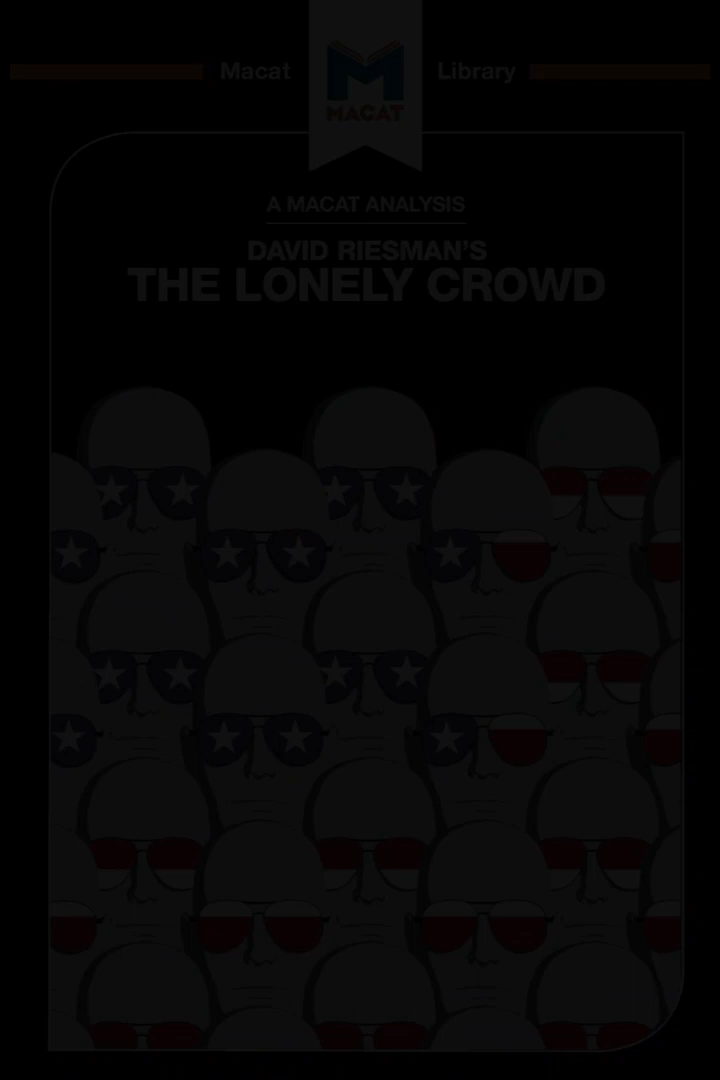 Macat Library
MACAT
A MACAT ANALYSIS
DAVID RIESMAN'S
THE LONELY CROWD